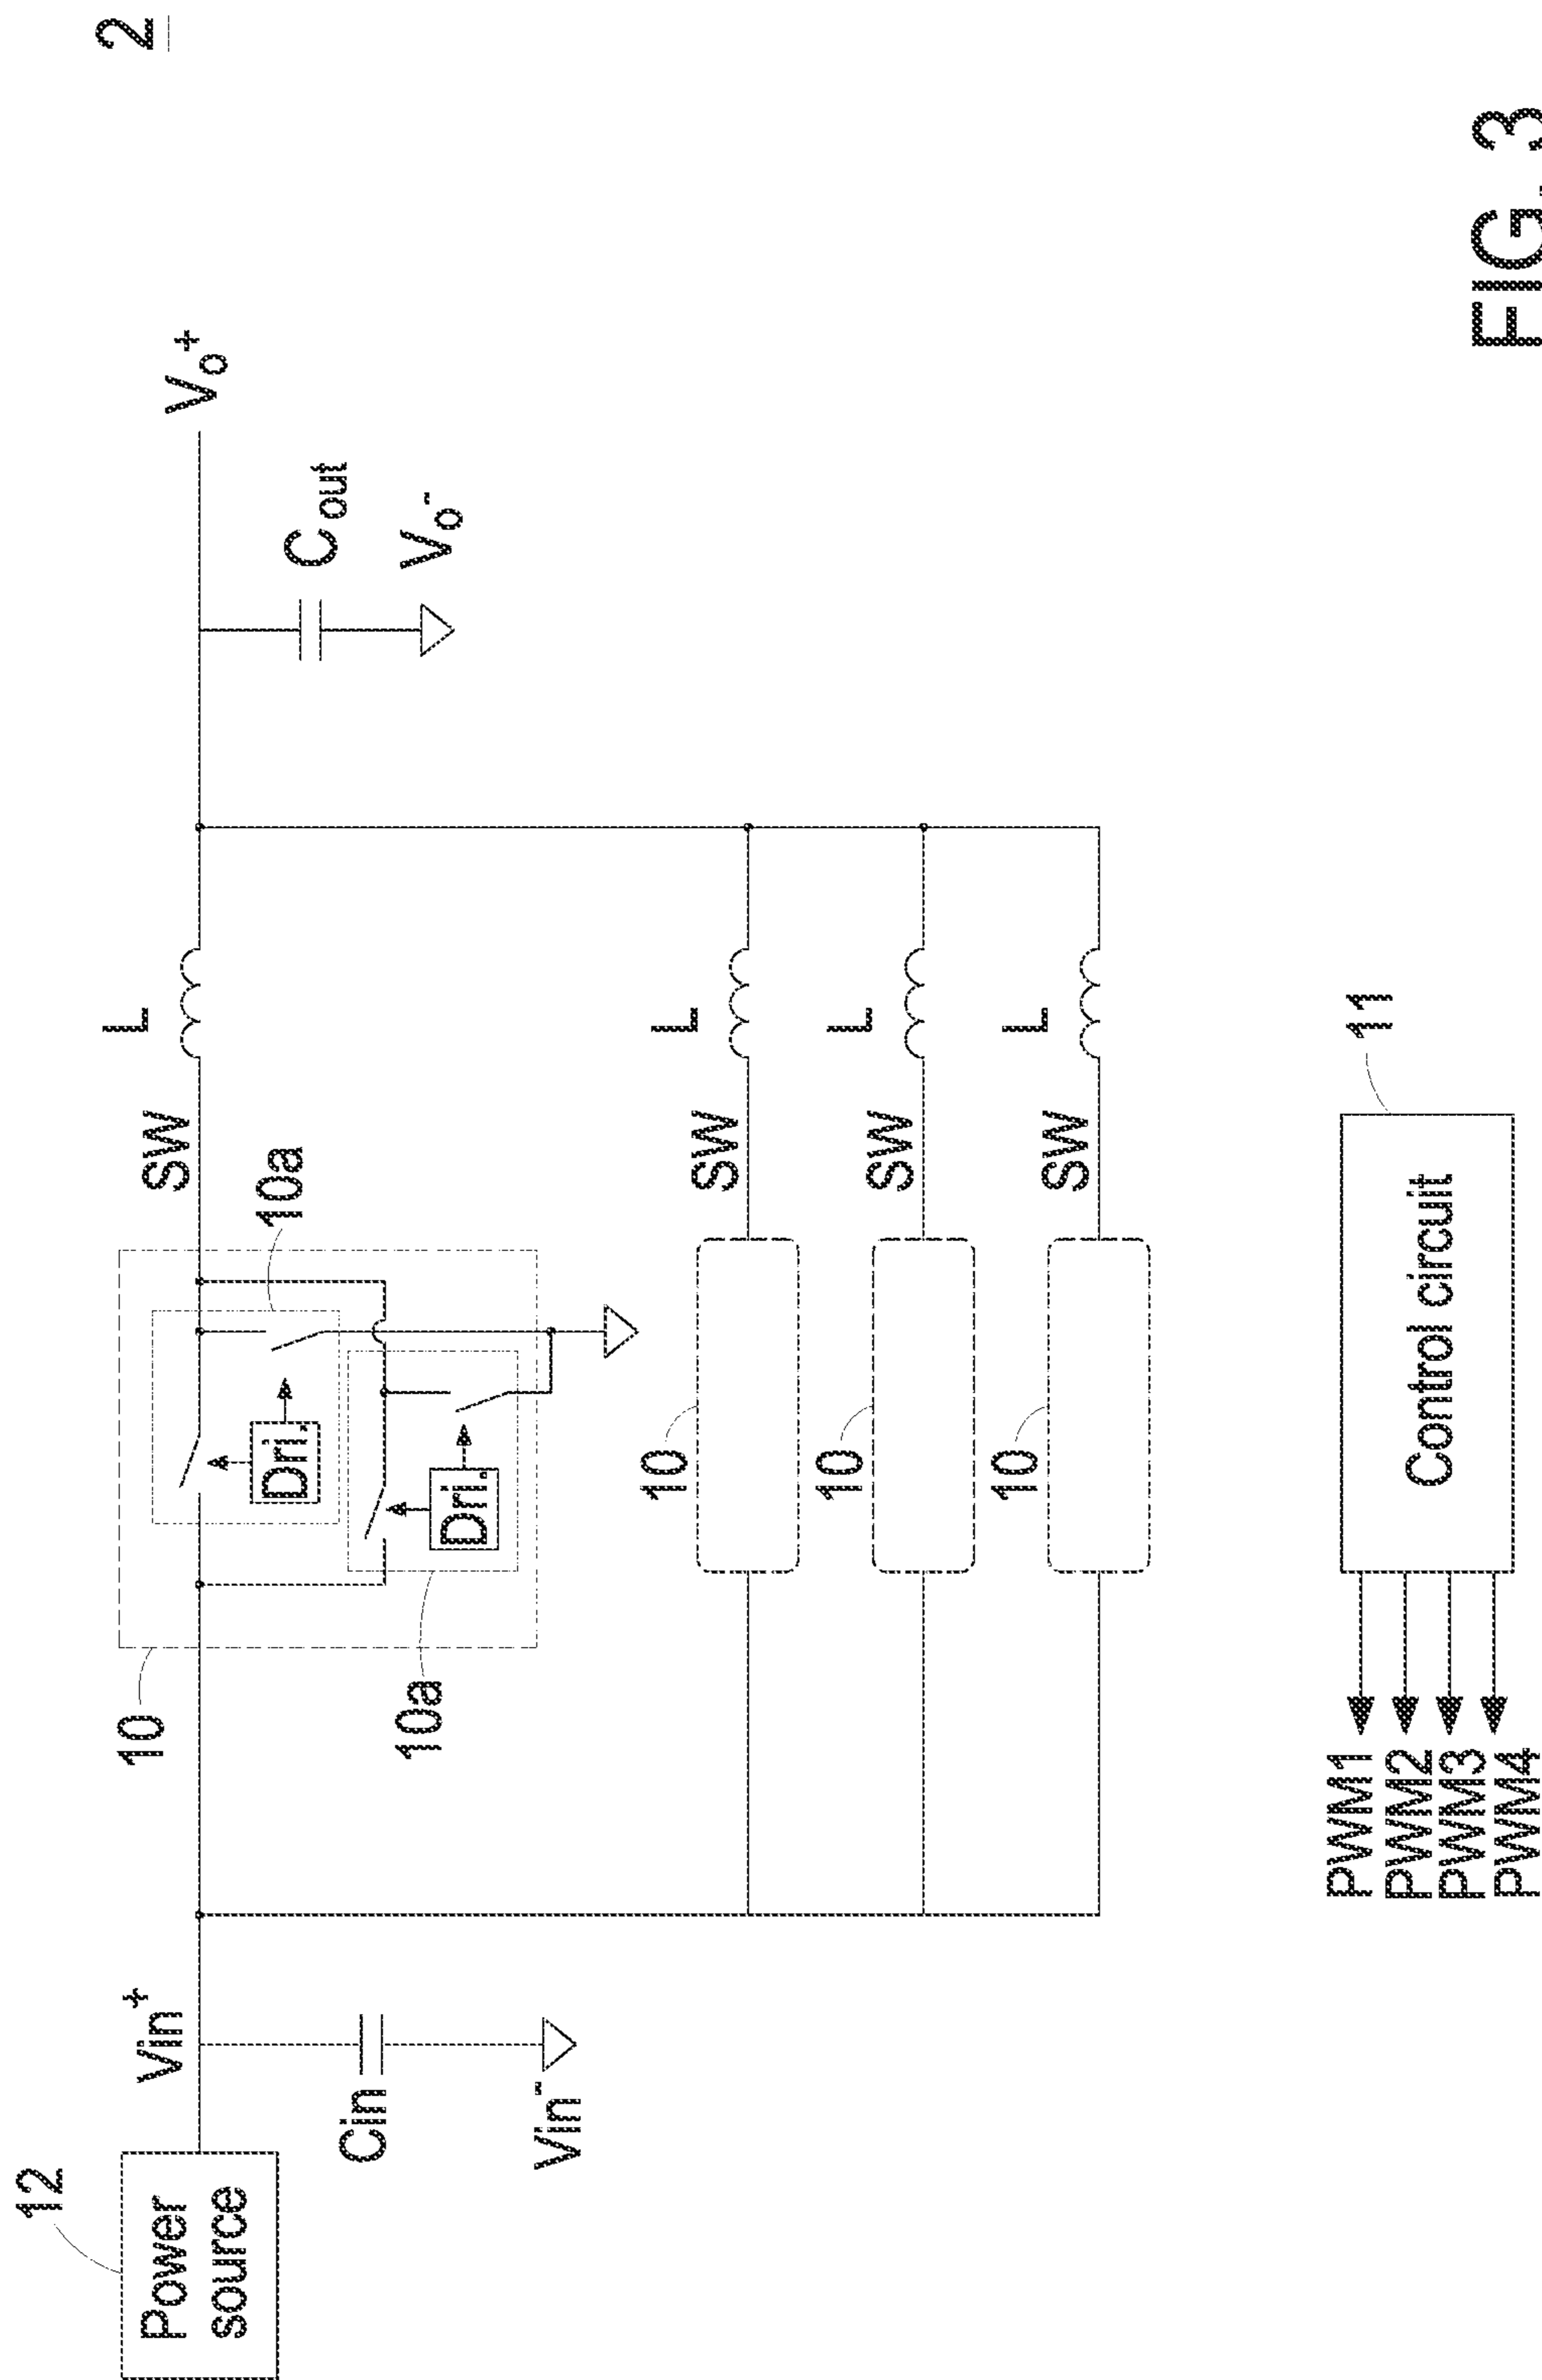 2
12
Power
source
Vin+
Cin
Vin-
10
10a
Dri.
Dri.
10a
SW
L
Vo+
Cout
Vo-
10
SW
L
10
SW
L
10
SW
L
PWM1
PWM2
PWM3
PWM4
Control circuit
11
FIG. 3